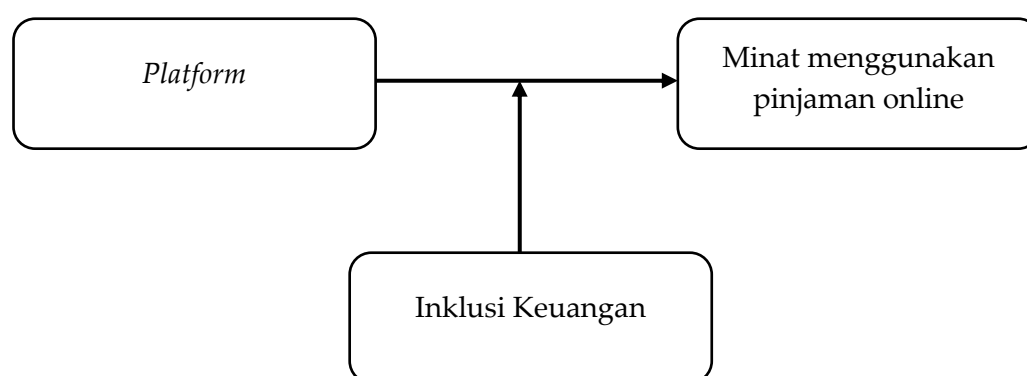 Platform
Minat menggunakan
pinjaman online
Inklusi Keuangan